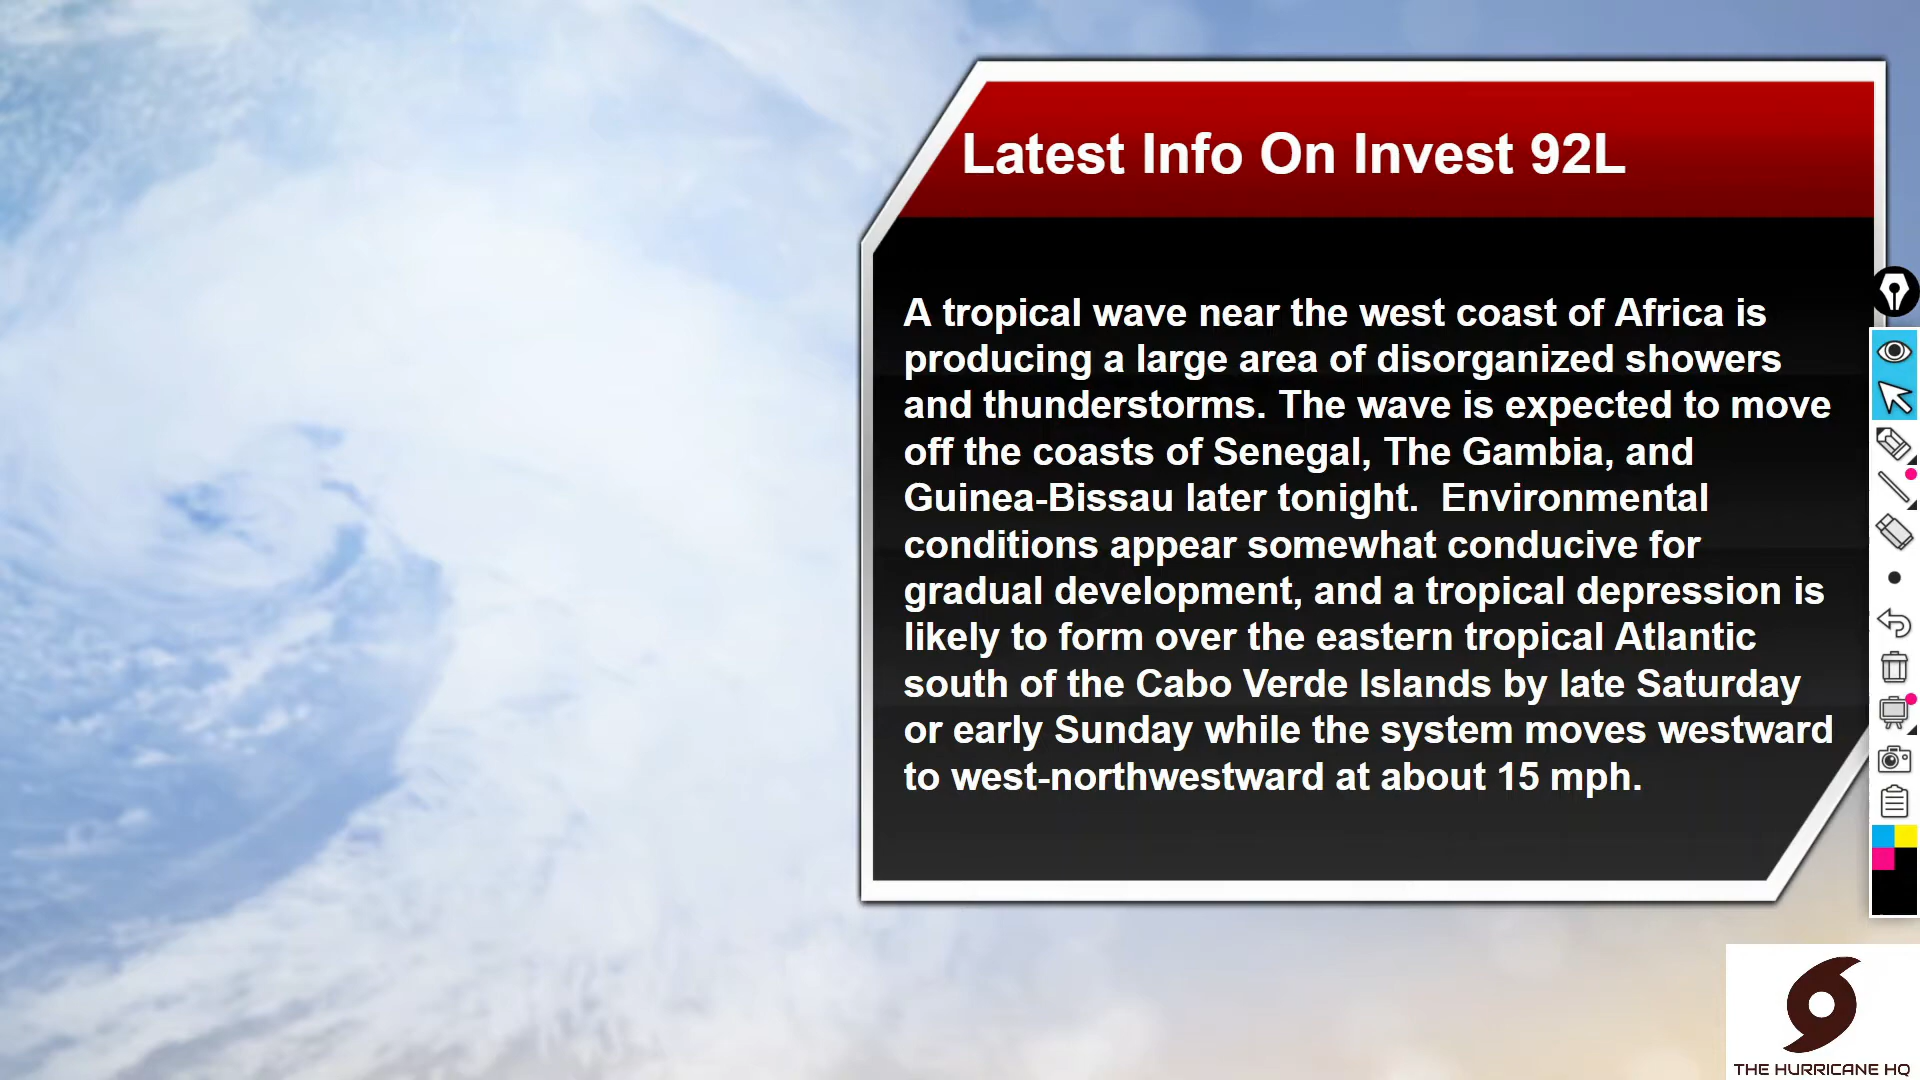 Latest Info On Invest 92L
A tropical wave near the west coast of Africa is
producing a large area of disorganized showers
and thunderstorms. The wave is expected to move
off the coasts of Senegal, The Gambia, and
Guinea-Bissau later tonight.  Environmental
conditions appear somewhat conducive for
gradual development, and a tropical depression is
likely to form over the eastern tropical Atlantic
south of the Cabo Verde Islands by late Saturday
or early Sunday while the system moves westward
to west-northwestward at about 15 mph.
THE HURRICANE HQ